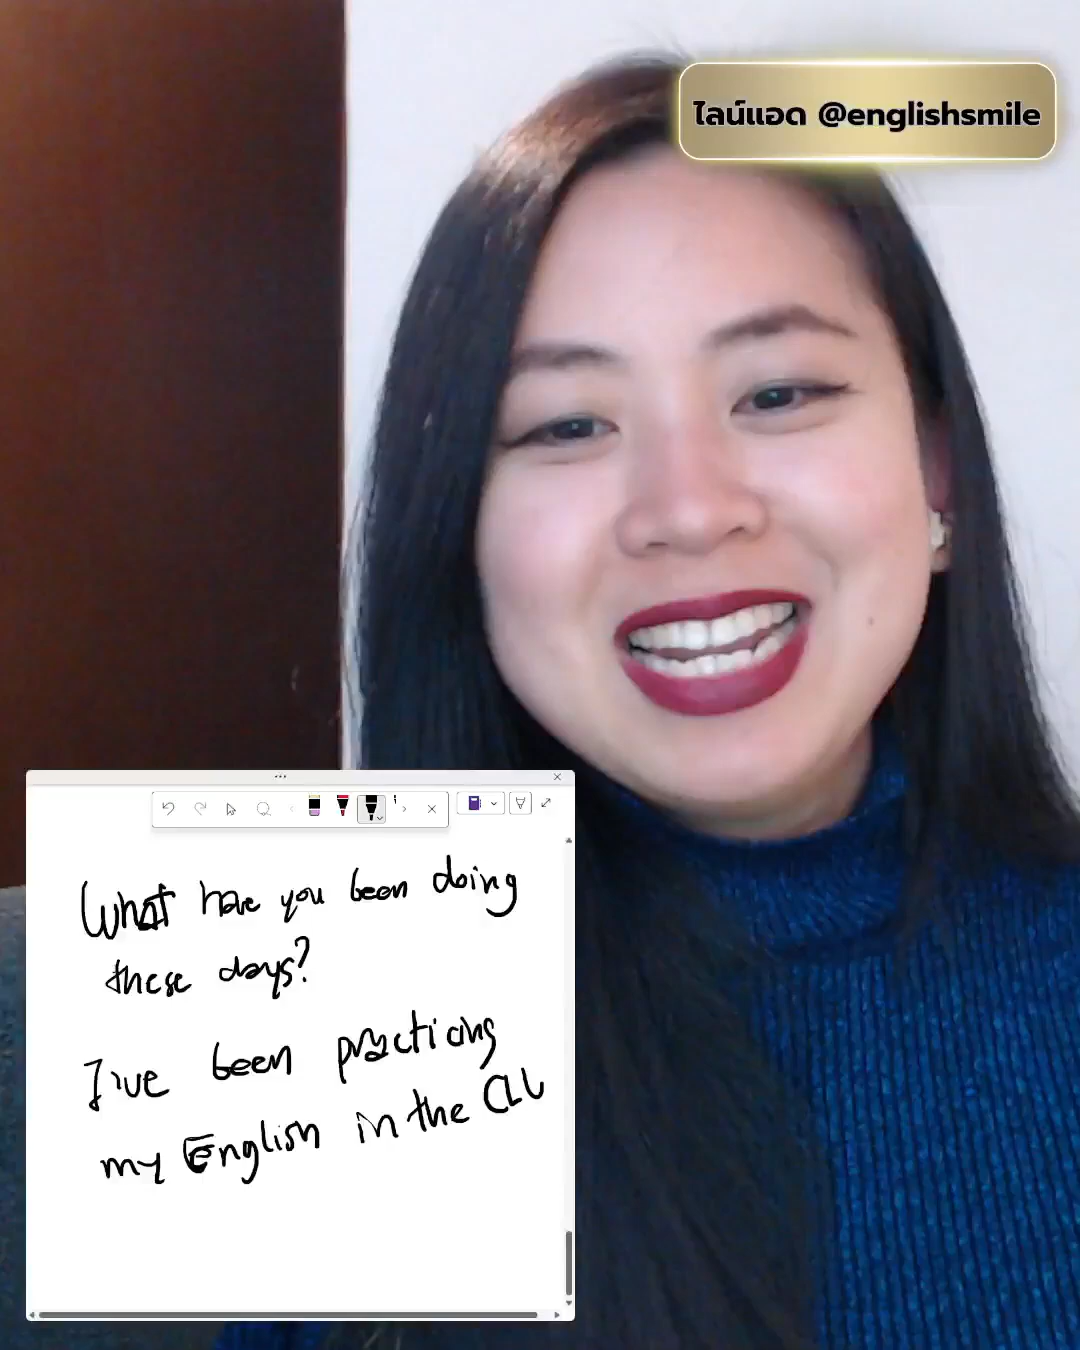 ไลน์แอด @englishsmile
What have you been doing
these days?
I've been practicing
my English in the